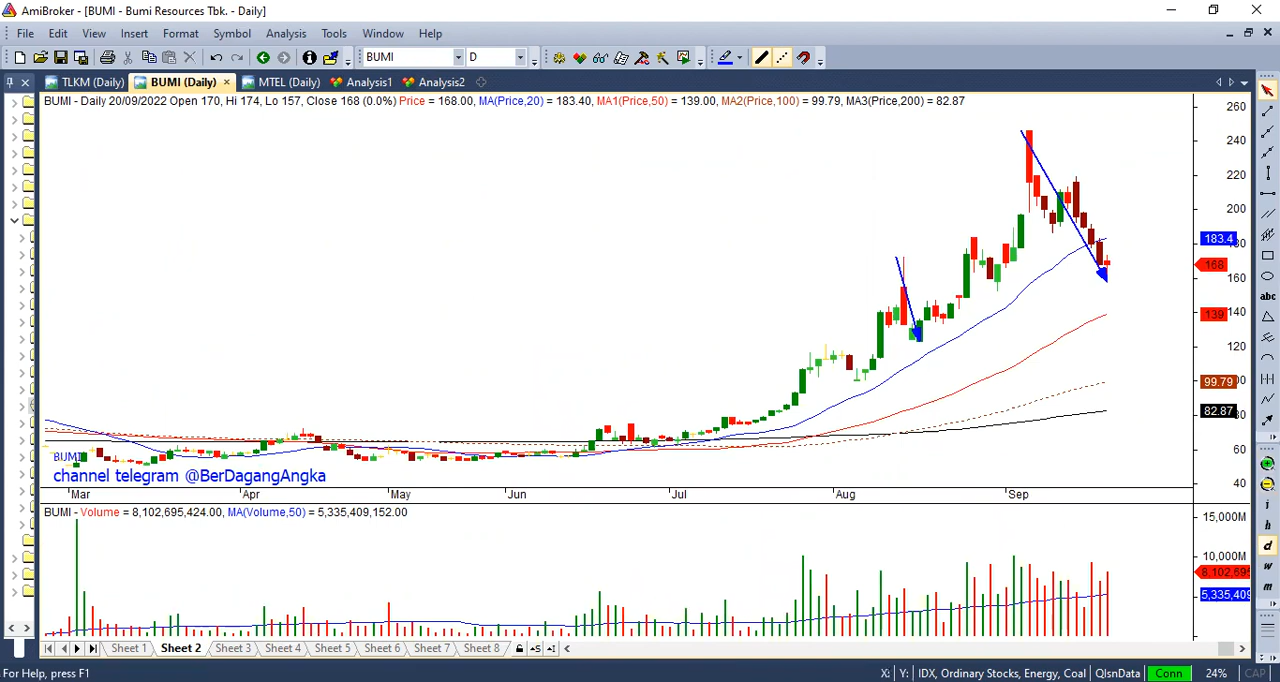 AmiBroker - [BUMI - Bumi Resources Tbk. - Daily]
File Edit View Insert Format Symbol Analysis Tools Window Help
BUMI D
TLKM (Daily) BUMI (Daily) × MTEL (Daily) Analysis1 Analysis2
BUMI - Daily 20/09/2022 Open 170, Hi 174, Lo 157, Close 168 (0.0%) Price = 168.00, MA(Price,20) = 183.40, MA1(Price,50) = 139.00, MA2(Price,100) = 99.79, MA3(Price,200) = 82.87
260
240
220
200
183.4
180
168
160
139
140
120
99.79
82.87
60
40
abc
BUMI
channel telegram @BerDagangAngka
Mar Apr May Jun Jul Aug Sep
BUMI - Volume = 8,102,695,424.00, MA(Volume,50) = 5,335,409,152.00
15,000M
10,000M
8,102,695
5,335,409
i
h
d
w
m
Sheet 1 Sheet 2 Sheet 3 Sheet 4 Sheet 5 Sheet 6 Sheet 7 Sheet 8
For Help, press F1 X: Y: IDX, Ordinary Stocks, Energy, Coal QlsnData Conn 24% CAP